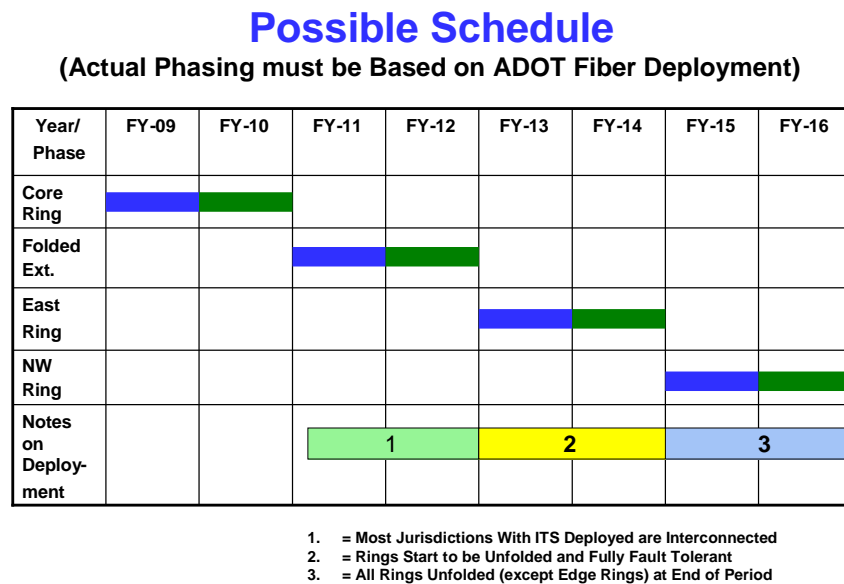 Possible Schedule
(Actual Phasing must be Based on ADOT Fiber Deployment)
Year/ FY-09 FY-10 FY-11 FY-12 FY-13 FY-14 FY-15 FY-16
Phase
Core
Ring
Folded
Ext.
East
Ring
NW
Ring
Notes
on
Deploy-
ment
1 2 3
1. = Most Jurisdictions With ITS Deployed are Interconnected
2. = Rings Start to be Unfolded and Fully Fault Tolerant
3. = All Rings Unfolded (except Edge Rings) at End of Period